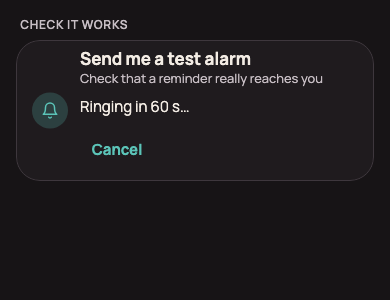 CHECK IT WORKS
Send me a test alarm
Check that a reminder really reaches you
Ringing in 60 s…
Cancel